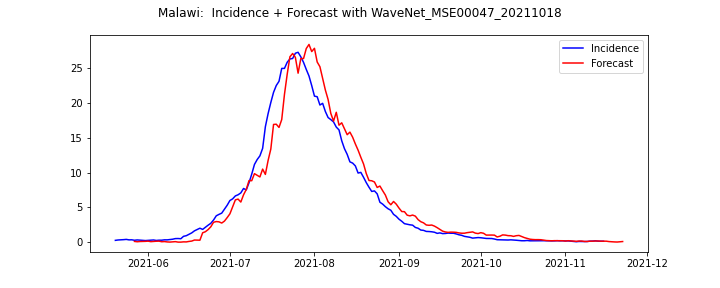 Malawi:  Incidence + Forecast with WaveNet_MSE00047_20211018
Incidence
Forecast
25
20
15
10
5
0
2021-06 2021-07 2021-08 2021-09 2021-10 2021-11 2021-12